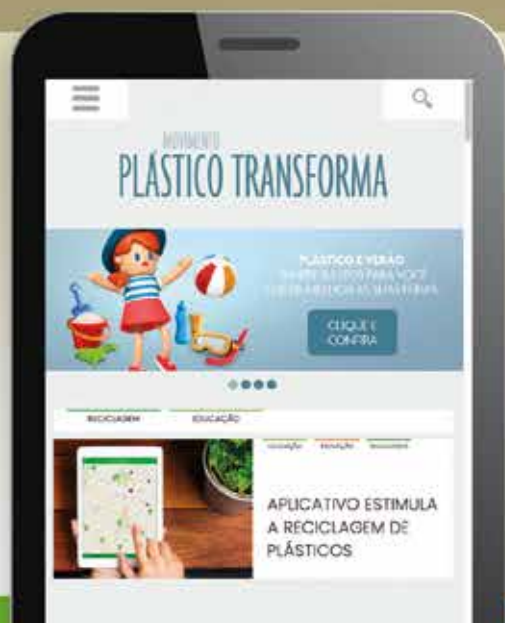 MOVIMENTO
PLÁSTICO TRANSFORMA
PLÁSTICO E VERÃO
CLIQUE E
CONFIRA
RECICLAGEM EDUCAÇÃO
APLICATIVO ESTIMULA
A RECICLAGEM DE
PLÁSTICOS